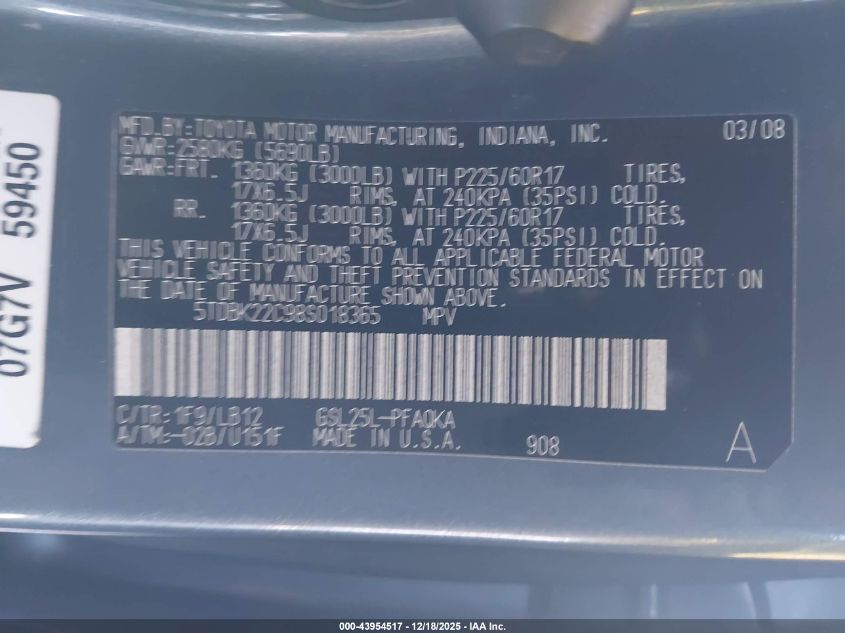 MFD.BY:TOYOTA MOTOR MANUFACTURING, INDIANA, INC. 03/08
GVWR:2580KG (5690LB)
GAWR:FRT. 1360KG (3000LB) WITH P225/60R17 TIRES,
17X6.5J RIMS, AT 240KPA (35PSI) COLD.
RR. 1360KG (3000LB) WITH P225/60R17 TIRES,
17X6.5J RIMS, AT 240KPA (35PSI) COLD.
THIS VEHICLE CONFORMS TO ALL APPLICABLE FEDERAL MOTOR
VEHICLE SAFETY AND THEFT PREVENTION STANDARDS IN EFFECT ON
THE DATE OF MANUFACTURE SHOWN ABOVE.
5TDBK22C98S018365 MPV
C/TR:1F9/LB12 GSL25L-PFAQKA
A/TM:-02B/U151F MADE IN U.S.A. 908 A
07G7V 59450
000-43954517 - 12/18/2025 - IAA Inc.